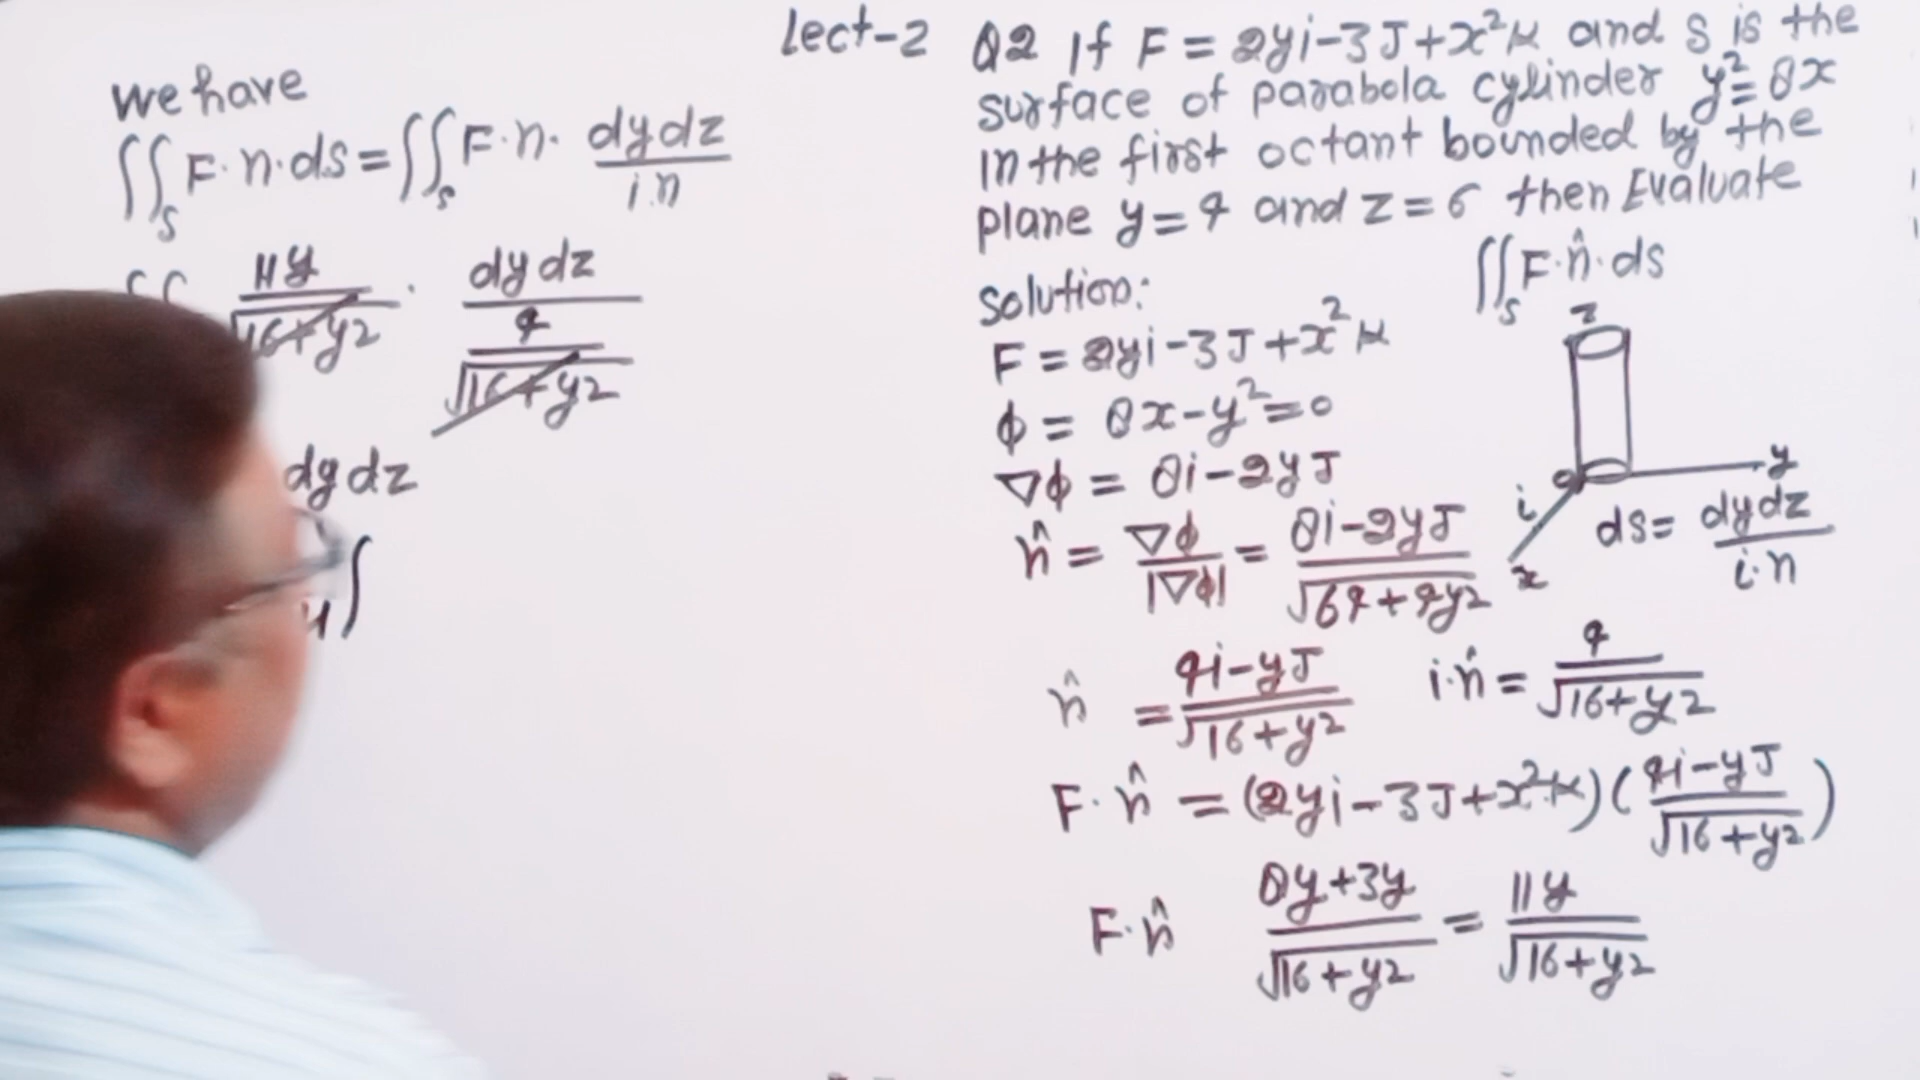 Lect-2
Q2 If F = 2yi-3J+x²k and S is the
surface of parabola cylinder y²=8x
in the first octant bounded by the
plane y=4 and z=6 then Evaluate
∫∫_S F·n̂·ds
solution:
F = 2yi-3J+x²k
ϕ = 8x-y²=0
∇ϕ = 8i-2yJ
n̂ = ∇ϕ/|∇ϕ| = 8i-2yJ/√64+4y2
z
y
i
x
ds = dydz/i·n
n̂ = 4i-yJ/√16+y2
i·n̂ = 4/√16+y2
F·n̂ = (2yi-3J+x²k)(4i-yJ/√16+y2)
F·n̂ 8y+3y/√16+y2 = 11y/√16+y2
we have
∫∫_S F·n·ds = ∫∫_S F·n· dydz/i·n
11y/√16+y2 · dydz/4/√16+y2
dydz
∫